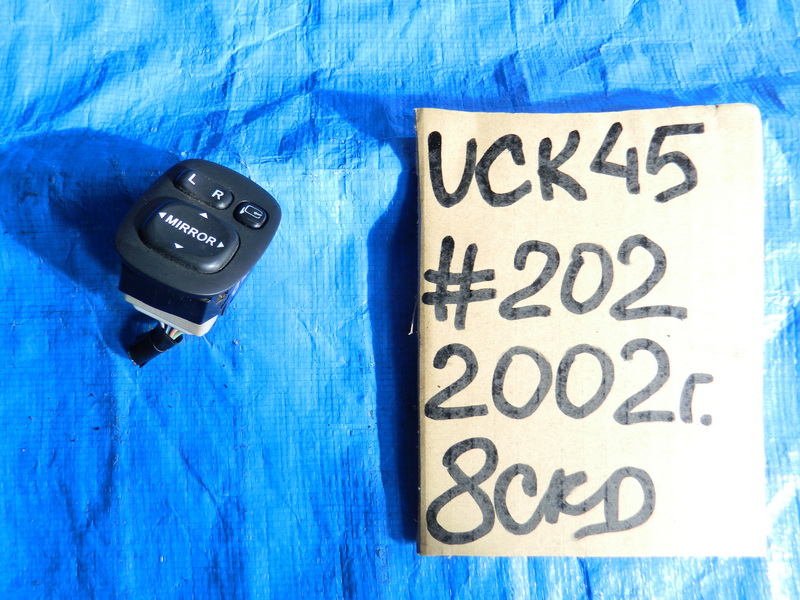 L R
MIRROR
UCK45
#202
2002г.
8CKD